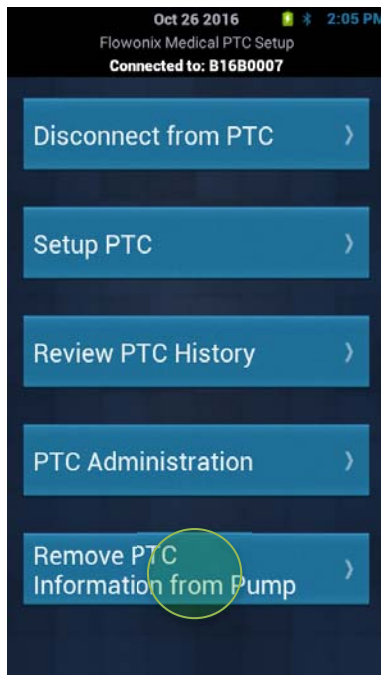 Oct 26 2016 2:05 PM
Flowonix Medical PTC Setup
Connected to: B16B0007
Disconnect from PTC
Setup PTC
Review PTC History
PTC Administration
Remove PTC
Information from Pump